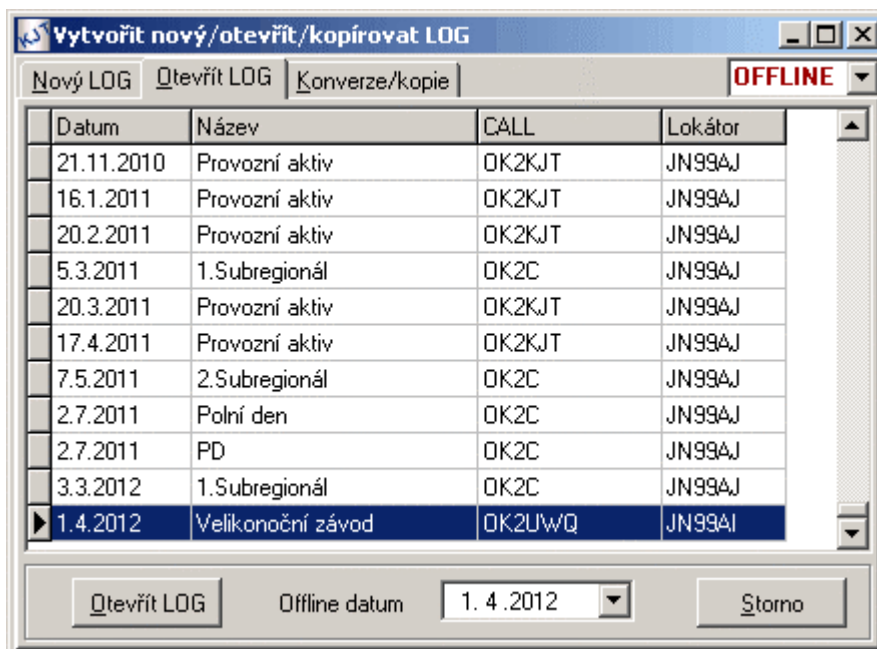 KJT Vytvořit nový/otevřít/kopírovat LOG
Nový LOG Otevřít LOG Konverze/kopie OFFLINE
Datum Název CALL Lokátor
21.11.2010 Provozní aktiv OK2KJT JN99AJ
16.1.2011 Provozní aktiv OK2KJT JN99AJ
20.2.2011 Provozní aktiv OK2KJT JN99AJ
5.3.2011 1.Subregionál OK2C JN99AJ
20.3.2011 Provozní aktiv OK2KJT JN99AJ
17.4.2011 Provozní aktiv OK2KJT JN99AJ
7.5.2011 2.Subregionál OK2C JN99AJ
2.7.2011 Polní den OK2C JN99AJ
2.7.2011 PD OK2C JN99AJ
3.3.2012 1.Subregionál OK2C JN99AJ
1.4.2012 Velikonoční závod OK2UWQ JN99AI
Otevřít LOG Offline datum 1. 4 .2012 Storno